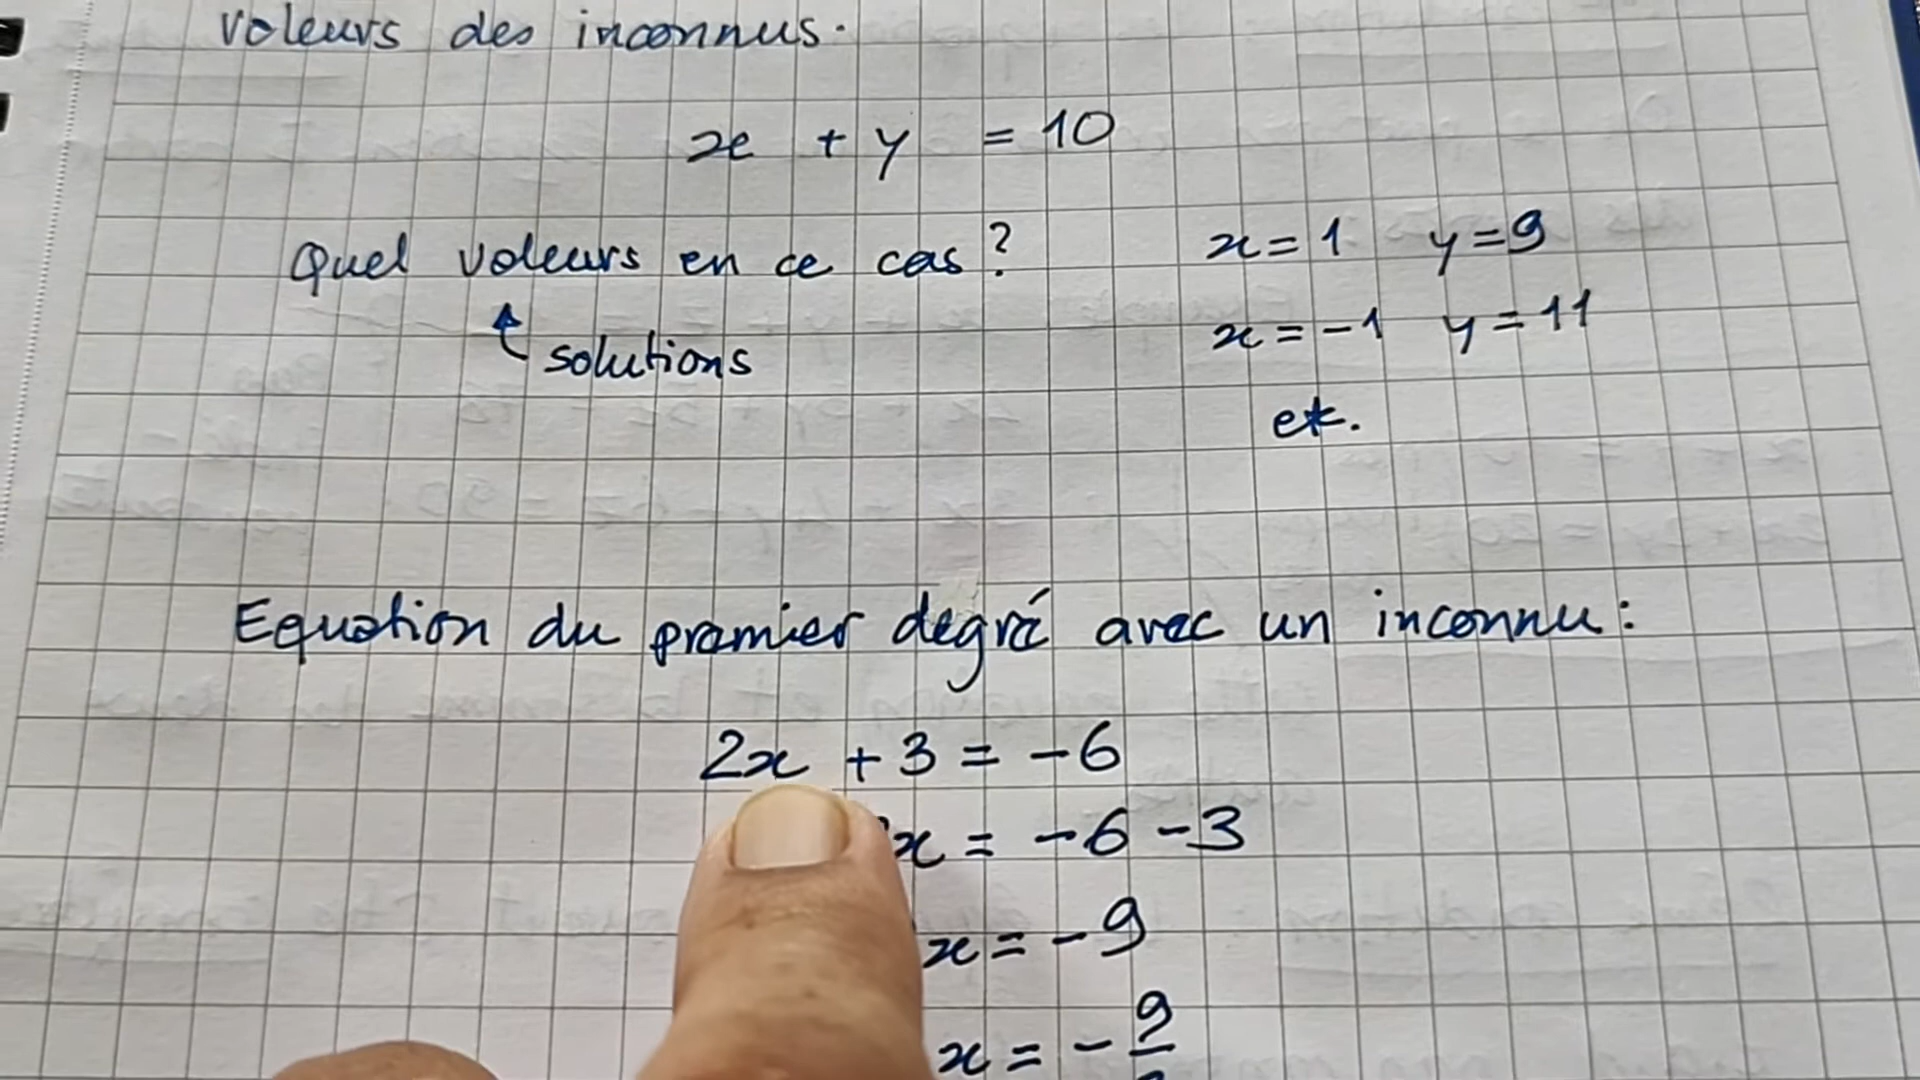 valeurs des inconnus.
x + y = 10
Quel valeurs en ce cas? x = 1 y = 9
solutions x = -1 y = 11
etc.
Equation du premier degré avec un inconnu:
2x + 3 = -6
x = -6 - 3
x = -9
x = - 9